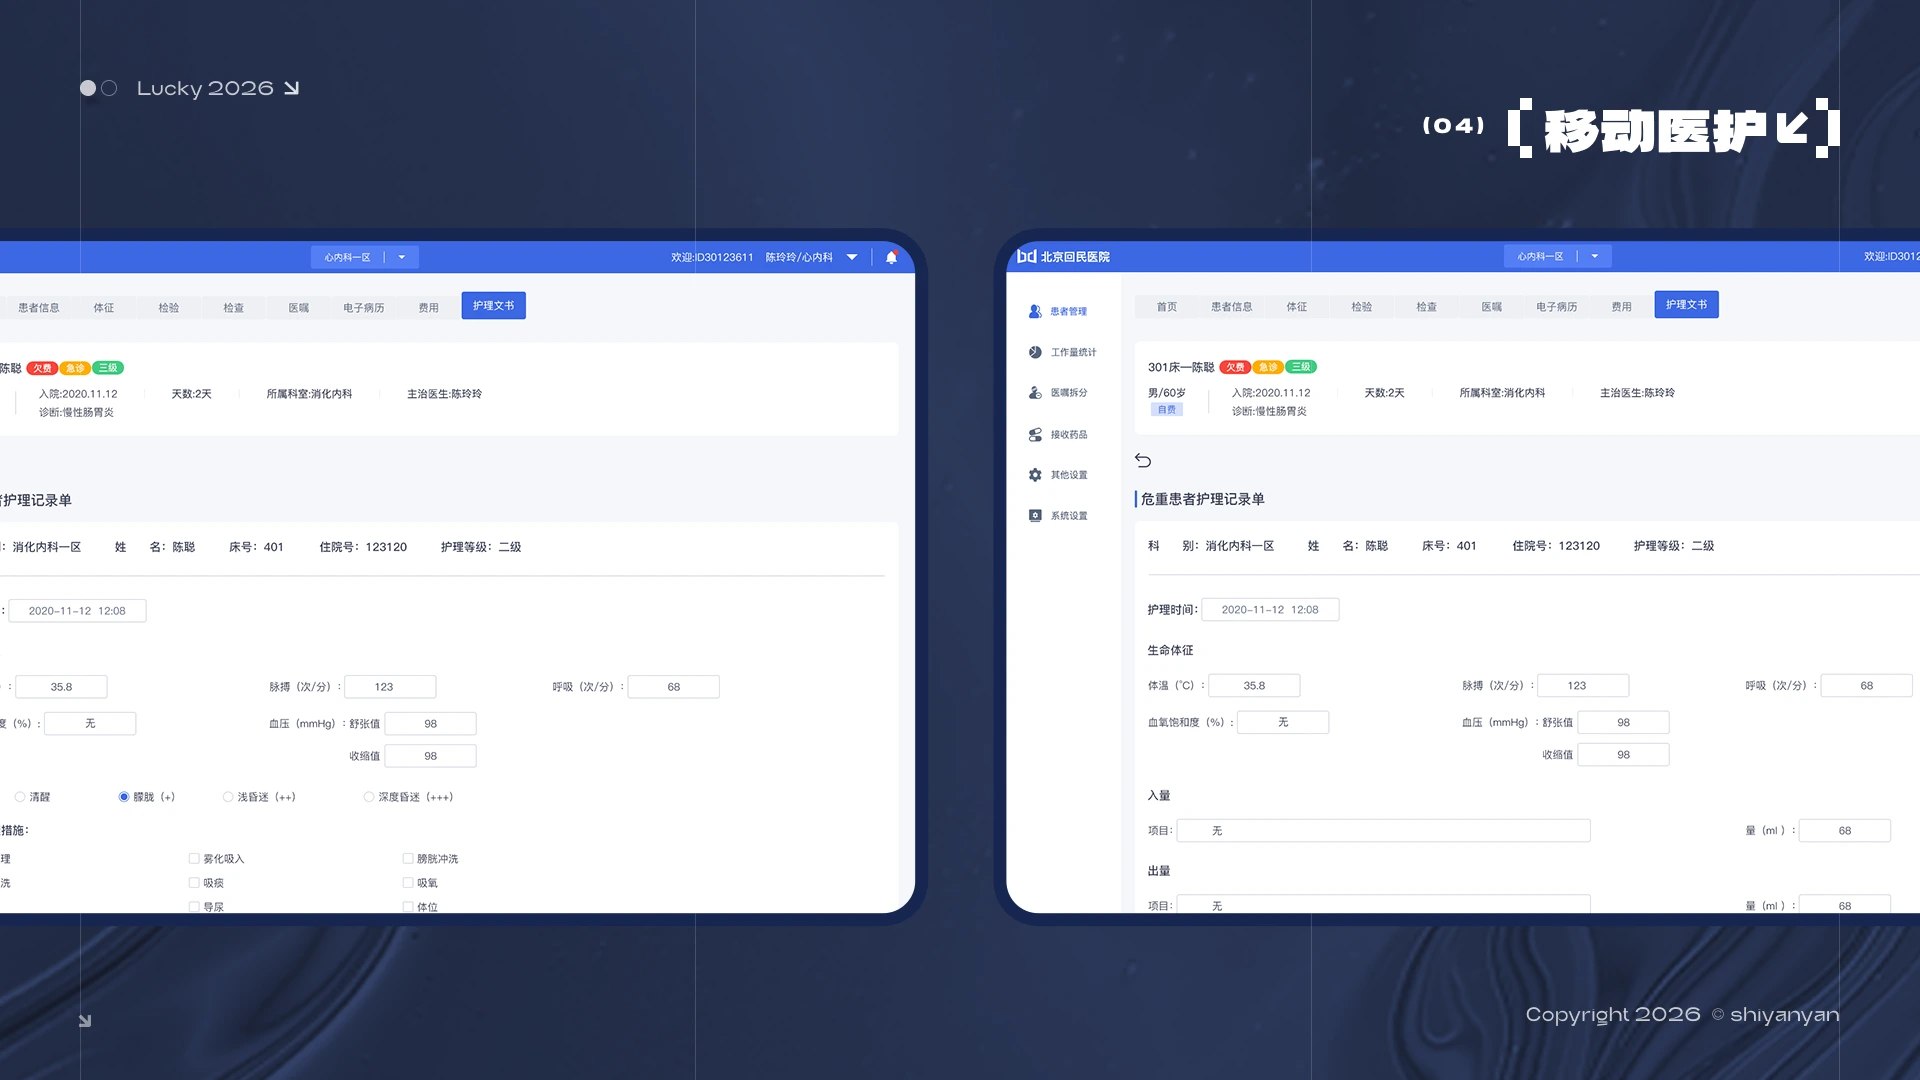 Lucky 2026
(04) 移动医护
心内科一区
欢迎:ID30123611 陈玲玲/心内科
患者信息 体征 检验 检查 医嘱 电子病历 费用 护理文书
陈聪 欠费 急诊 三级
入院:2020.11.12 天数:2天 所属科室:消化内科 主治医生:陈玲玲
诊断:慢性肠胃炎
护理记录单
: 消化内科一区 姓 名: 陈聪 床号: 401 住院号: 123120 护理等级: 二级
: 2020-11-12 12:08
: 35.8 脉搏 (次/分) : 123 呼吸 (次/分) : 68
度 (%) : 无 血压 (mmHg) : 舒张值 98
收缩值 98
清醒 朦胧 (+) 浅昏迷 (++) 深度昏迷 (+++)
措施:
理 雾化吸入 膀胱冲洗
洗 吸痰 吸氧
导尿 体位
bd 北京回民医院
心内科一区
欢迎:ID3012
患者管理
工作量统计
医嘱拆分
接收药品
其他设置
系统设置
首页 患者信息 体征 检验 检查 医嘱 电子病历 费用 护理文书
301床—陈聪 欠费 急诊 三级
男/60岁 入院:2020.11.12 天数:2天 所属科室:消化内科 主治医生:陈玲玲
自费 诊断:慢性肠胃炎
危重患者护理记录单
科 别: 消化内科一区 姓 名: 陈聪 床号: 401 住院号: 123120 护理等级: 二级
护理时间: 2020-11-12 12:08
生命体征
体温 (℃) : 35.8 脉搏 (次/分) : 123 呼吸 (次/分) : 68
血氧饱和度 (%) : 无 血压 (mmHg) : 舒张值 98
收缩值 98
入量
项目: 无 量 (ml) : 68
出量
项目: 无 量 (ml) : 68
Copyright 2026 © shiyanyan